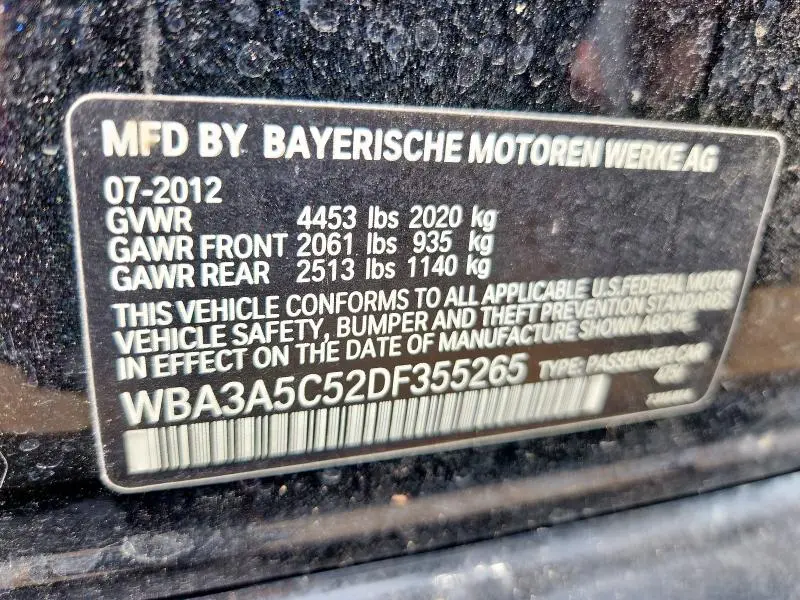 MFD BY BAYERISCHE MOTOREN WERKE AG
07-2012
GVWR 4453 lbs 2020 kg
GAWR FRONT 2061 lbs 935 kg
GAWR REAR 2513 lbs 1140 kg
THIS VEHICLE CONFORMS TO ALL APPLICABLE U.S. FEDERAL MOTOR
VEHICLE SAFETY, BUMPER AND THEFT PREVENTION STANDARDS
IN EFFECT ON THE DATE OF MANUFACTURE SHOWN ABOVE.
WBA3A5C52DF355265 TYPE: PASSENGER CAR